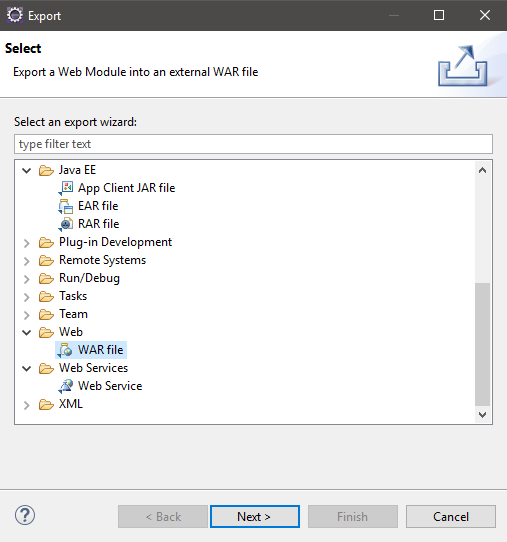 Export
Select
Export a Web Module into an external WAR file
Select an export wizard:
type filter text
Java EE
App Client JAR file
EAR file
RAR file
Plug-in Development
Remote Systems
Run/Debug
Tasks
Team
Web
WAR file
Web Services
Web Service
XML
?
< Back
Next >
Finish
Cancel